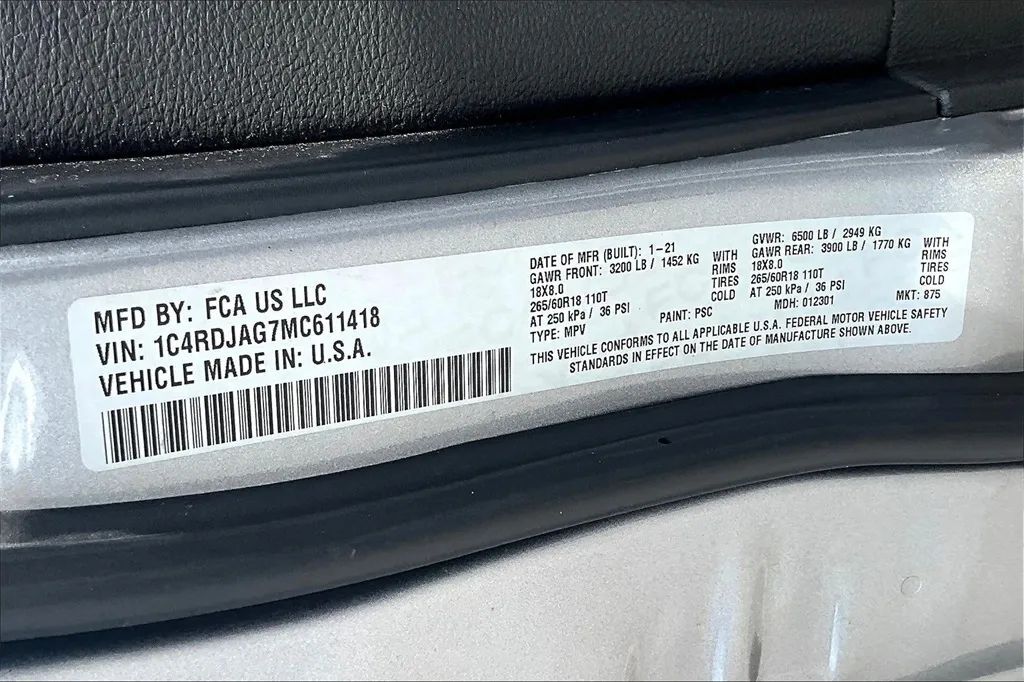 MFD BY: FCA US LLC
VIN: 1C4RDJAG7MC611418
VEHICLE MADE IN: U.S.A.
DATE OF MFR (BUILT): 1-21
GAWR FRONT: 3200 LB / 1452 KG WITH
18X8.0 RIMS
265/60R18 110T TIRES
AT 250 kPa / 36 PSI COLD
TYPE: MPV PAINT: PSC
GVWR: 6500 LB / 2949 KG
GAWR REAR: 3900 LB / 1770 KG WITH
18X8.0 RIMS
265/60R18 110T TIRES
AT 250 kPa / 36 PSI COLD
MDH: 012301 MKT: 875
THIS VEHICLE CONFORMS TO ALL APPLICABLE U.S.A. FEDERAL MOTOR VEHICLE SAFETY
STANDARDS IN EFFECT ON THE DATE OF MANUFACTURE SHOWN ABOVE.